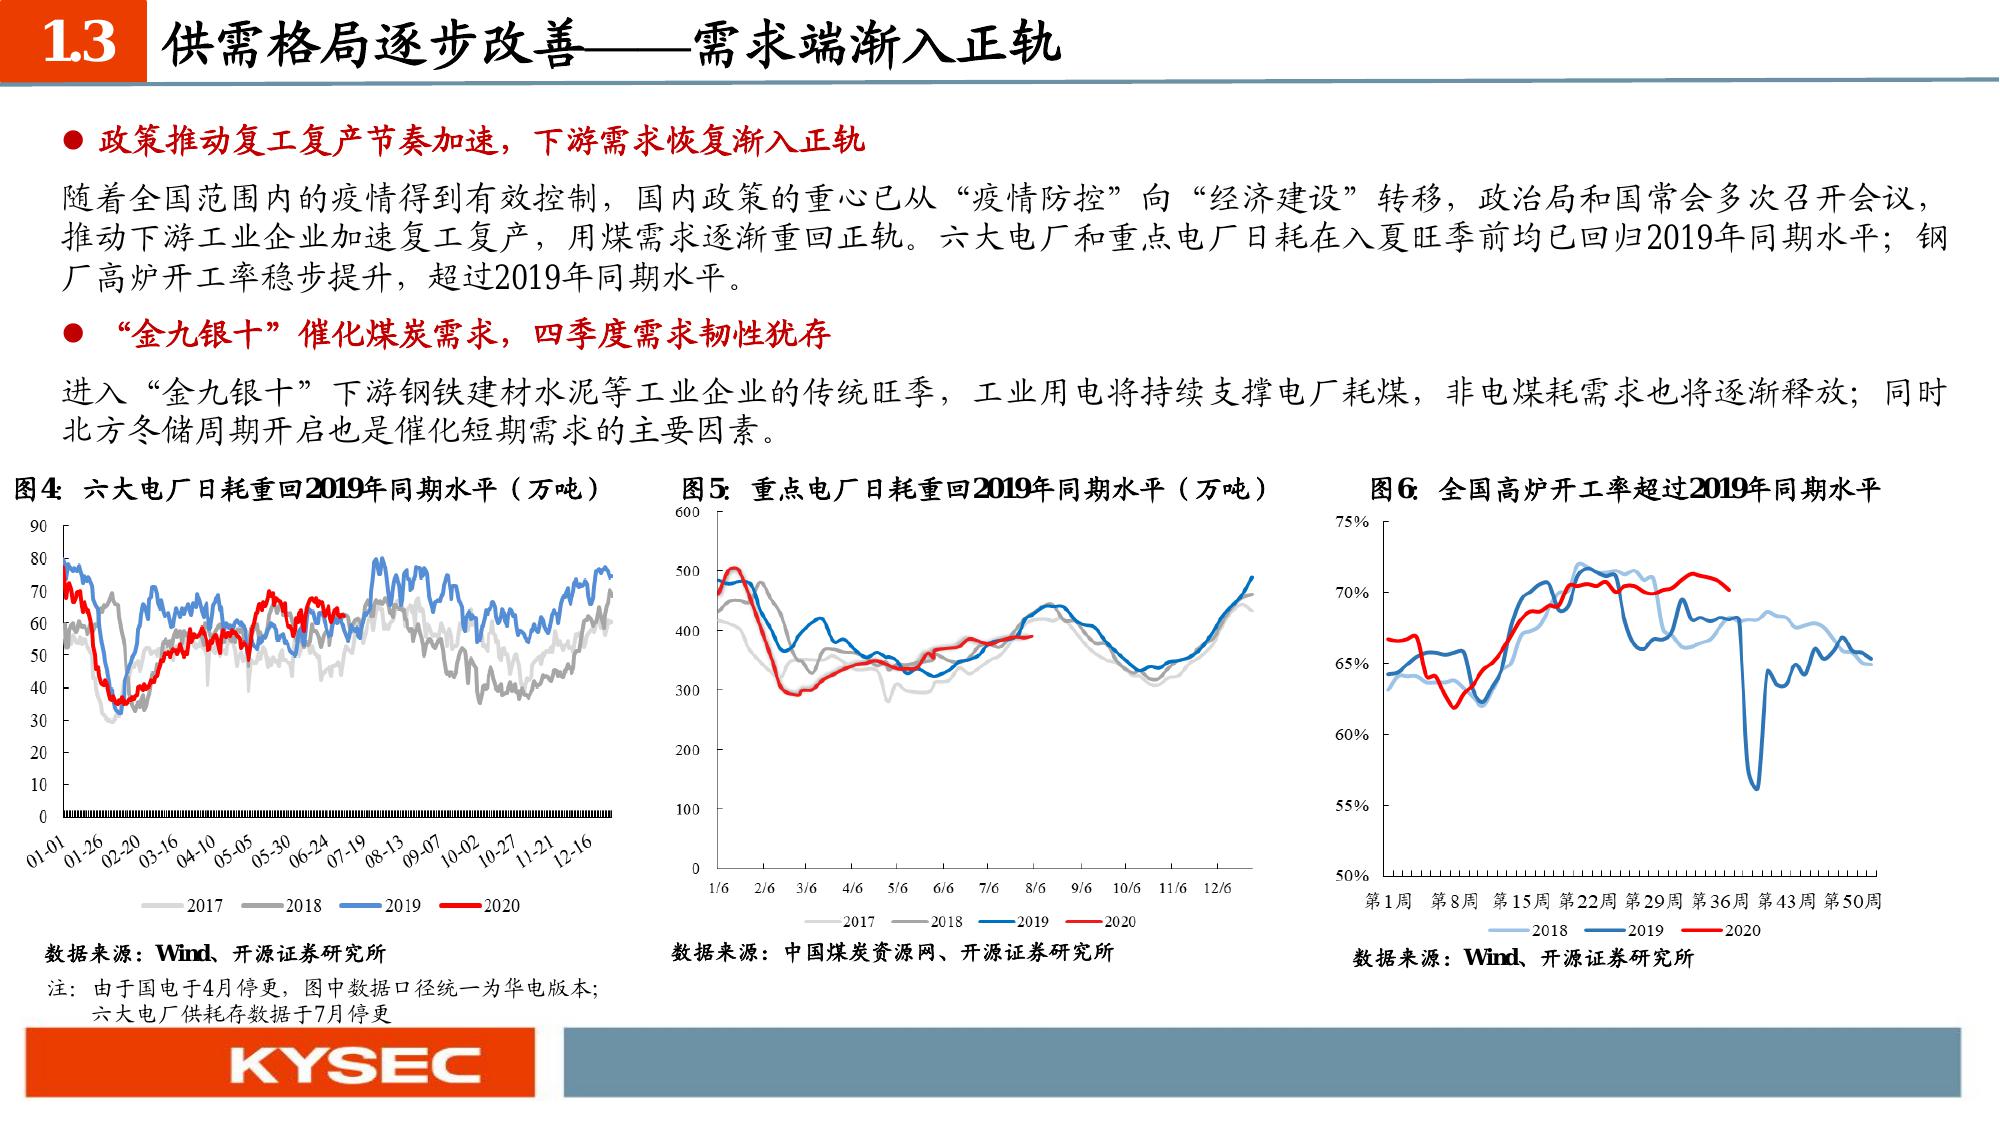 1.3 供需格局逐步改善——需求端渐入正轨
● 政策推动复工复产节奏加速，下游需求恢复渐入正轨
随着全国范围内的疫情得到有效控制，国内政策的重心已从“疫情防控”向“经济建设”转移，政治局和国常会多次召开会议，
推动下游工业企业加速复工复产，用煤需求逐渐重回正轨。六大电厂和重点电厂日耗在入夏旺季前均已回归2019年同期水平；钢
厂高炉开工率稳步提升，超过2019年同期水平。
● “金九银十”催化煤炭需求，四季度需求韧性犹存
进入“金九银十”下游钢铁建材水泥等工业企业的传统旺季，工业用电将持续支撑电厂耗煤，非电煤耗需求也将逐渐释放；同时
北方冬储周期开启也是催化短期需求的主要因素。
图4：六大电厂日耗重回2019年同期水平（万吨）
90
80
70
60
50
40
30
20
10
0
01-01 01-26 02-20 03-16 04-10 05-05 05-30 06-24 07-19 08-13 09-07 10-02 10-27 11-21 12-16
2017 2018 2019 2020
数据来源：Wind、开源证券研究所
注：由于国电于4月停更，图中数据口径统一为华电版本；
六大电厂供耗存数据于7月停更
图5：重点电厂日耗重回2019年同期水平（万吨）
600
500
400
300
200
100
0
1/6 2/6 3/6 4/6 5/6 6/6 7/6 8/6 9/6 10/6 11/6 12/6
2017 2018 2019 2020
数据来源：中国煤炭资源网、开源证券研究所
图6：全国高炉开工率超过2019年同期水平
75%
70%
65%
60%
55%
50%
第1周 第8周 第15周 第22周 第29周 第36周 第43周 第50周
2018 2019 2020
数据来源：Wind、开源证券研究所
KYSEC